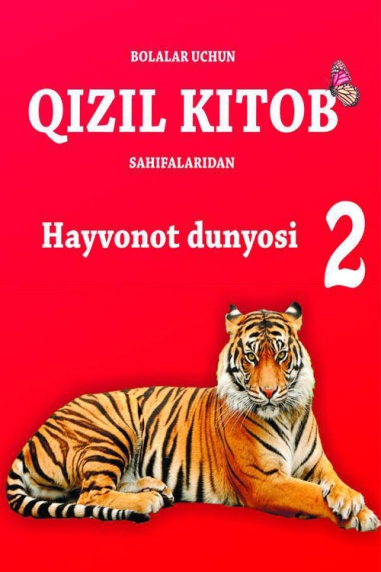 BOLALAR UCHUN
QIZIL KITOB
SAHIFALARIDAN
Hayvonot dunyosi 2